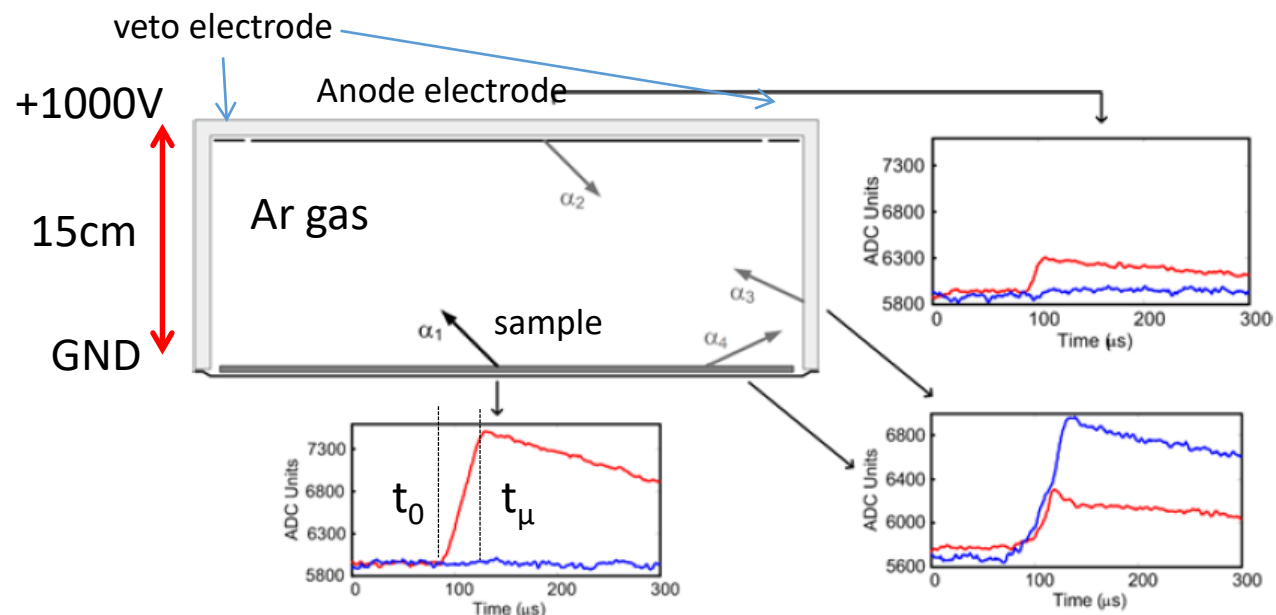 veto electrode
+1000V
Anode electrode
15cm
Ar gas
GND
α2
α3
α1
sample
α4
ADC Units
7300
6800
6300
5800
0
100
200
300
Time (µs)
ADC Units
7300
6800
6300
5800
t0
tµ
0
100
200
300
Time (µs)
ADC Units
6800
6400
6000
5600
0
100
200
300
Time (µs)